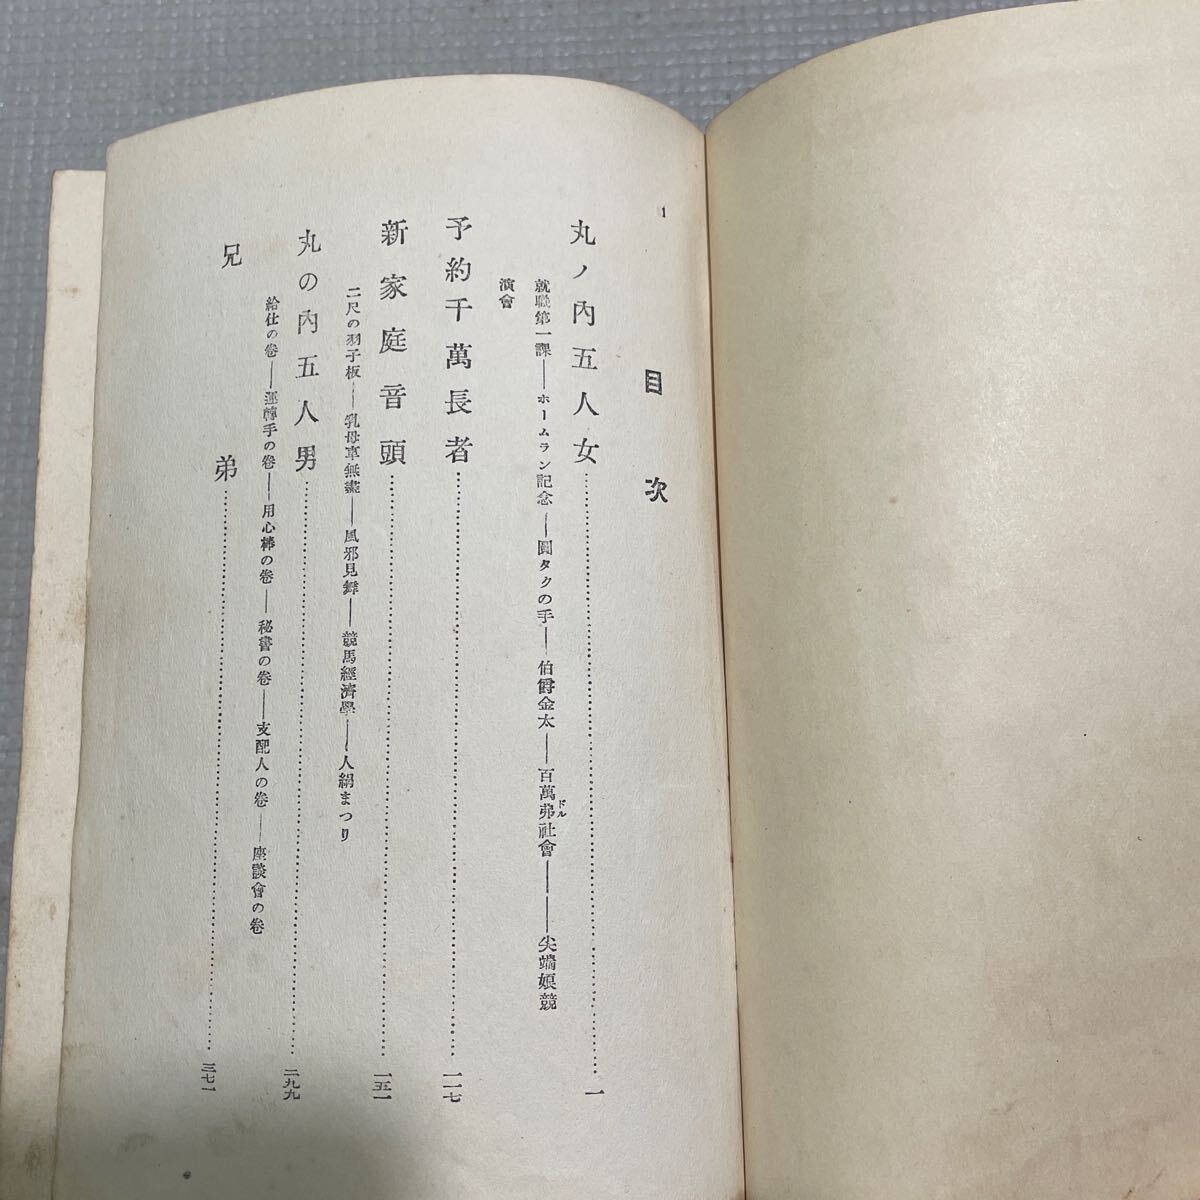 1
目次
丸ノ內五人女……一
就職第一課——ホームラン記念——圓タクの手——伯爵金太——百萬弗社會——尖端娘競
ドル
演會
予約千萬長者……一一七
新家庭音頭……一五一
二尺の羽子板——乳母車無盡——風邪見舞——競馬經濟學——人絹まつり
丸の內五人男……二九九
給仕の卷——運轉手の卷——用心棒の卷——秘書の卷——支配人の卷——座談會の卷
兄弟……三七一